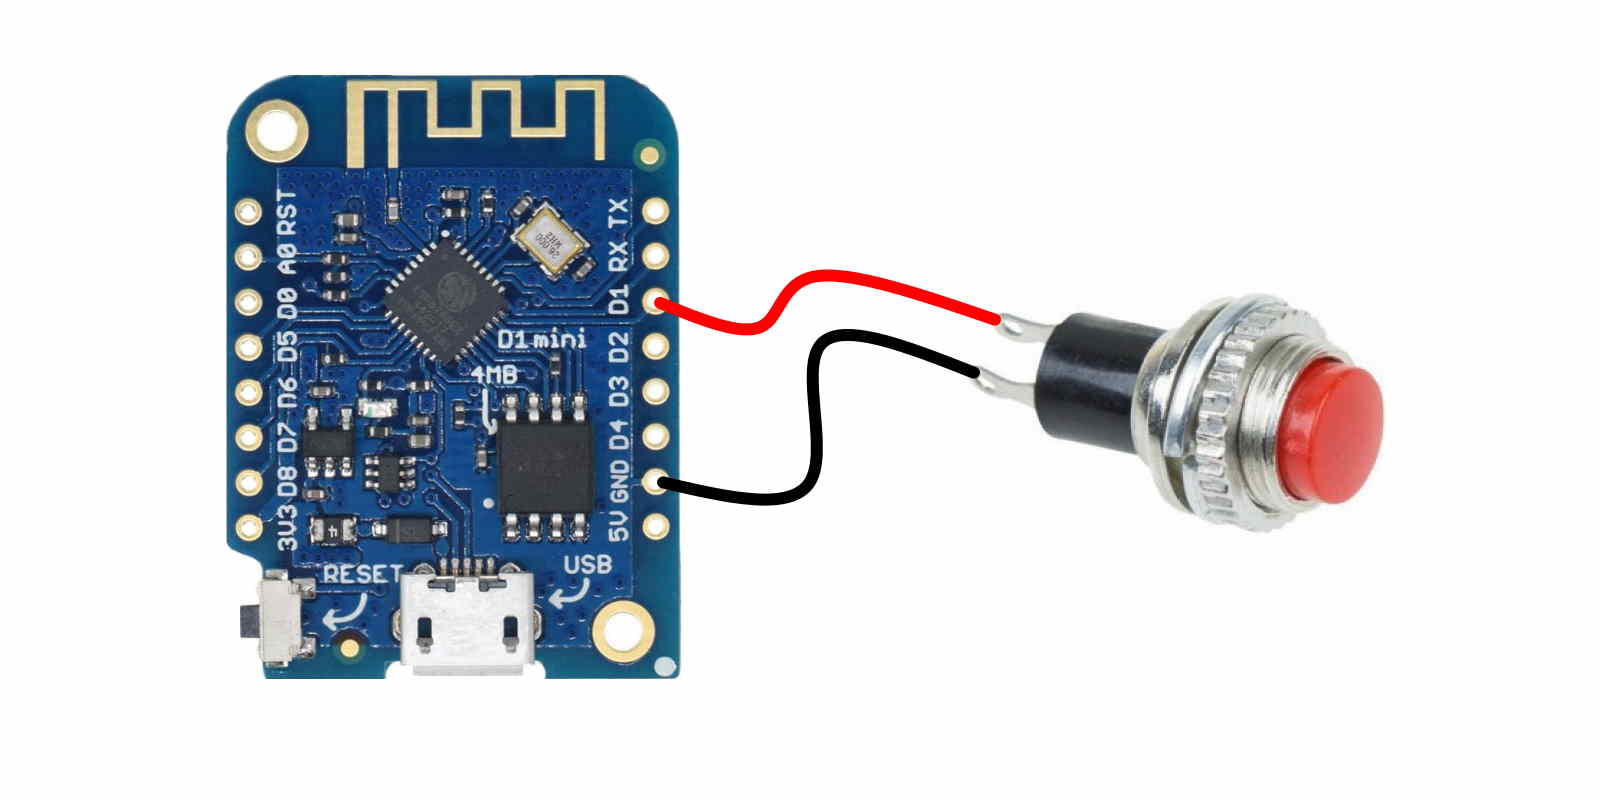 RST
A0
D0
D5
D6
D7
D8
3V3
TX
RX
D1
D2
D3
D4
GND
5V
26.000
MHZ
D1 mini
4MB
RESET
USB
4